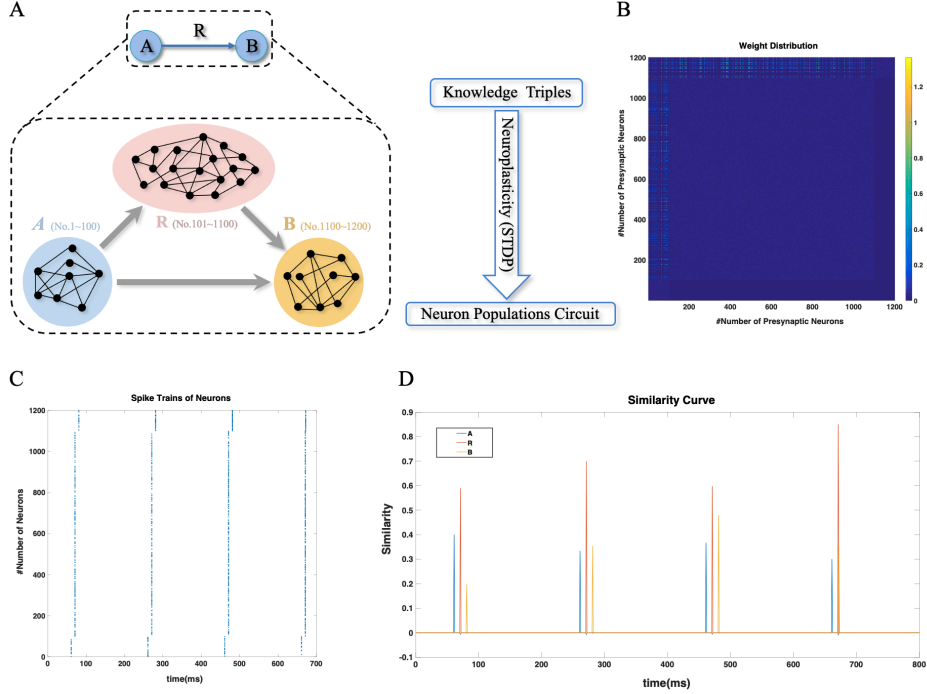 A
R
A
B
A (No.1~100)
R (No.101~1100)
B (No.1100~1200)
Knowledge Triples
Neuroplasticity (STDP)
Neuron Populations Circuit
B
Weight Distribution
#Number of Presynaptic Neurons
1200
1000
800
600
400
200
200 400 600 800 1000 1200
#Number of Presynaptic Neurons
1.2
1
0.8
0.6
0.4
0.2
0
C
Spike Trains of Neurons
#Number of Neurons
1200
1000
800
600
400
200
0
0 100 200 300 400 500 600 700
time(ms)
D
Similarity Curve
Similarity
0.9
0.8
0.7
0.6
0.5
0.4
0.3
0.2
0.1
0
-0.1
A
R
B
0 100 200 300 400 500 600 700 800
time(ms)